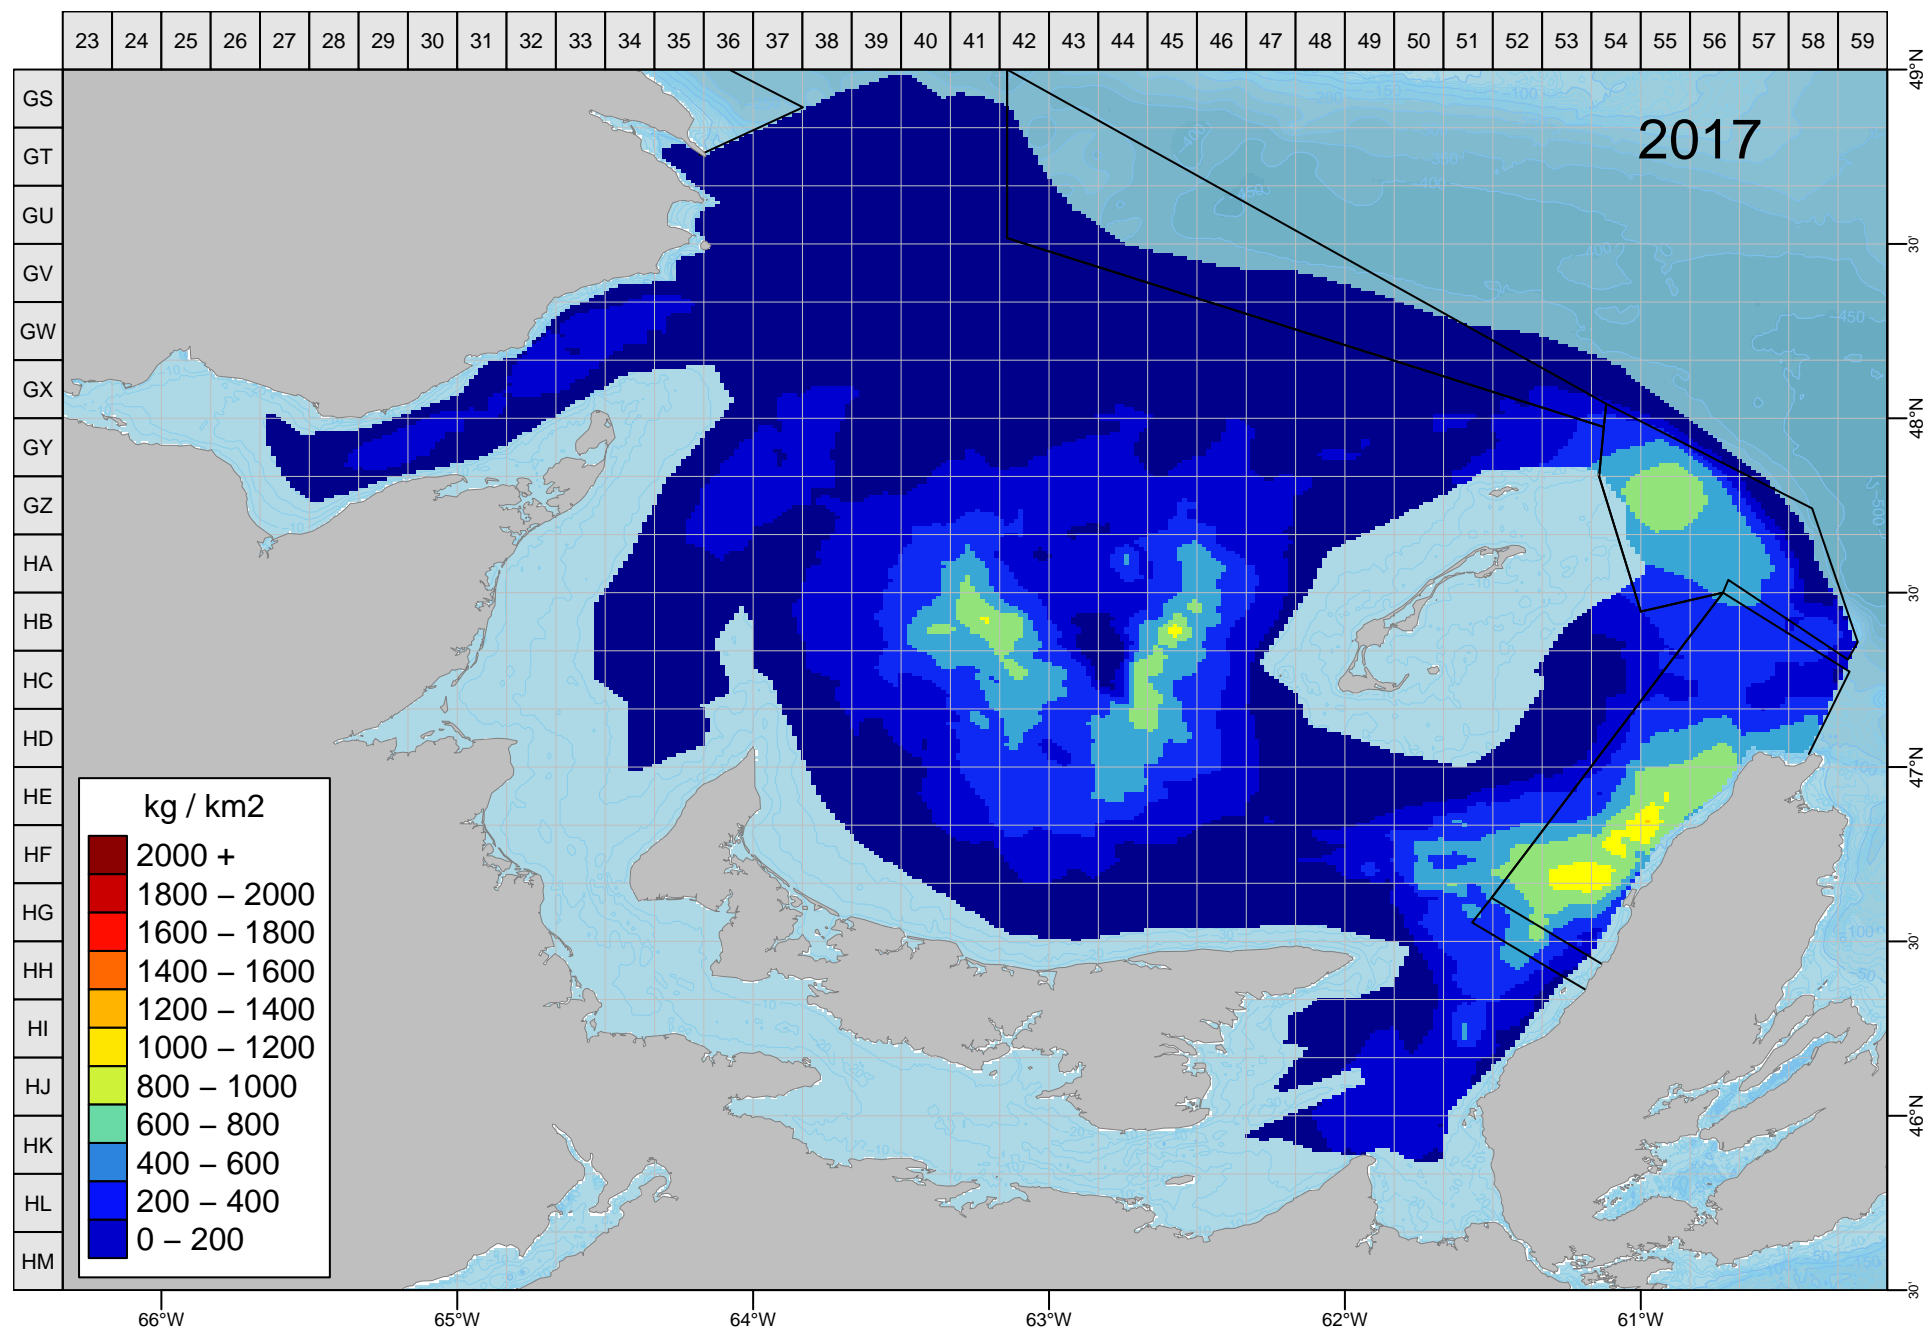 23 24 25 26 27 28 29 30 31 32 33 34 35 36 37 38 39 40 41 42 43 44 45 46 47 48 49 50 51 52 53 54 55 56 57 58 59
GS
GT
GU
GV
GW
GX
GY
GZ
HA
HB
HC
HD
HE
HF
HG
HH
HI
HJ
HK
HL
HM
2017
49°N
30'
48°N
30'
47°N
30'
46°N
30'
kg / km2
2000 +
1800 – 2000
1600 – 1800
1400 – 1600
1200 – 1400
1000 – 1200
800 – 1000
600 – 800
400 – 600
200 – 400
0 – 200
66°W 65°W 64°W 63°W 62°W 61°W